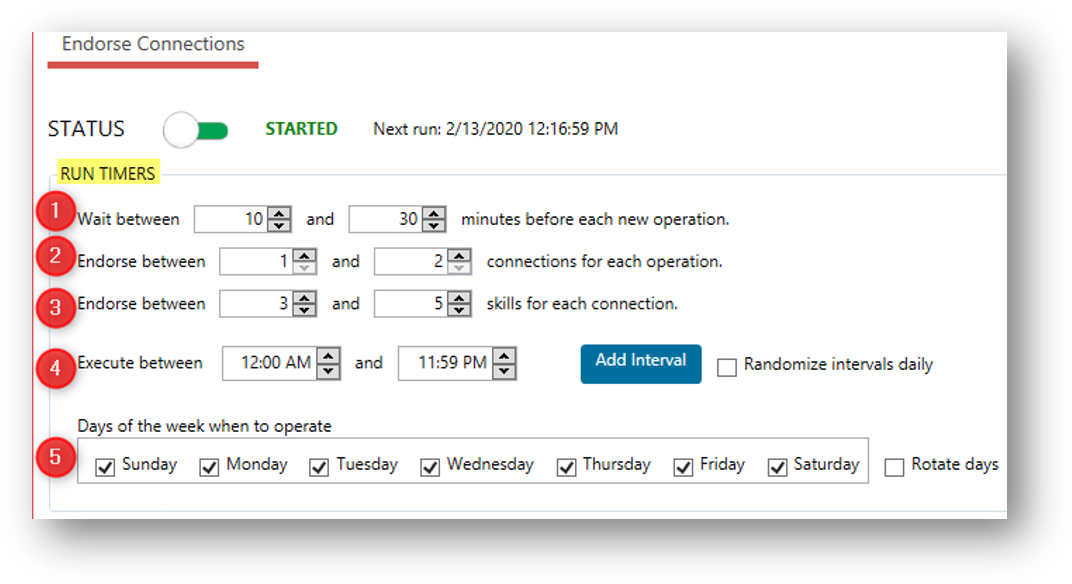 Endorse Connections
STATUS STARTED Next run: 2/13/2020 12:16:59 PM
RUN TIMERS
1 Wait between 10 and 30 minutes before each new operation.
2 Endorse between 1 and 2 connections for each operation.
3 Endorse between 3 and 5 skills for each connection.
4 Execute between 12:00 AM and 11:59 PM Add Interval Randomize intervals daily
Days of the week when to operate
5 Sunday Monday Tuesday Wednesday Thursday Friday Saturday Rotate days